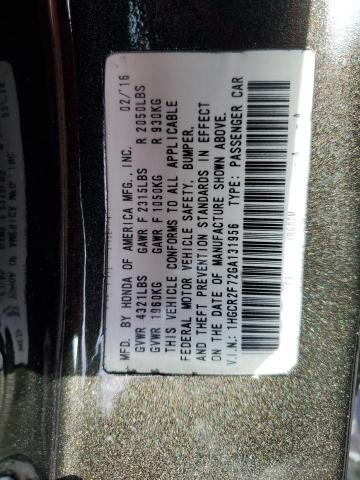 MFD. BY HONDA OF AMERICA MFG., INC. 02/'16
GVWR 4321LBS GAWR F 2315LBS R 2050LBS
GVWR 1960KG GAWR F 1050KG R 930KG
THIS VEHICLE CONFORMS TO ALL APPLICABLE
FEDERAL MOTOR VEHICLE SAFETY, BUMPER,
AND THEFT PREVENTION STANDARDS IN EFFECT
ON THE DATE OF MANUFACTURE SHOWN ABOVE.
V.I.N.: 1HGCR2F72GA131956 TYPE: PASSENGER CAR